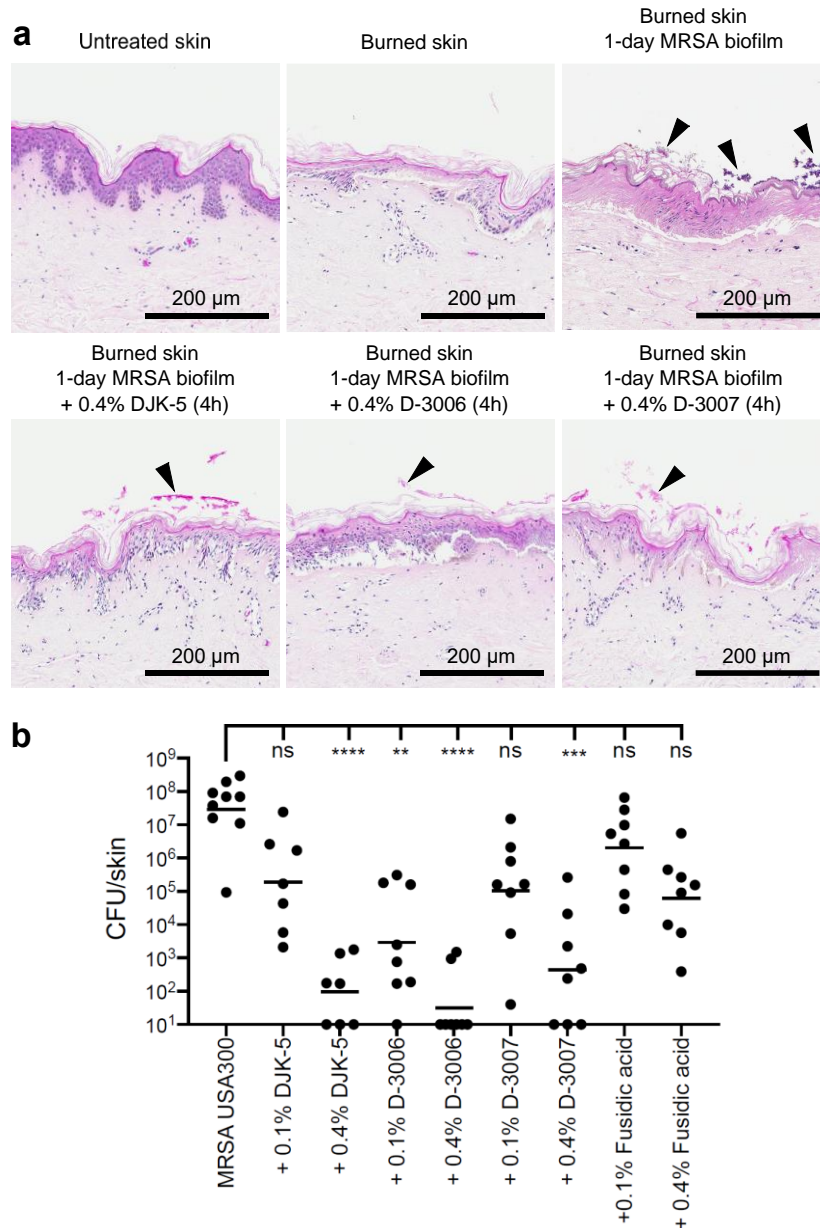 a
Untreated skin
Burned skin
Burned skin
1-day MRSA biofilm
200 µm
200 µm
200 µm
Burned skin
1-day MRSA biofilm
+ 0.4% DJK-5 (4h)
Burned skin
1-day MRSA biofilm
+ 0.4% D-3006 (4h)
Burned skin
1-day MRSA biofilm
+ 0.4% D-3007 (4h)
200 µm
200 µm
200 µm
b
ns
****
**
****
ns
***
ns
ns
10⁹
10⁸
10⁷
10⁶
10⁵
10⁴
10³
10²
10¹
CFU/skin
MRSA USA300
+ 0.1% DJK-5
+ 0.4% DJK-5
+ 0.1% D-3006
+ 0.4% D-3006
+ 0.1% D-3007
+ 0.4% D-3007
+0.1% Fusidic acid
+ 0.4% Fusidic acid